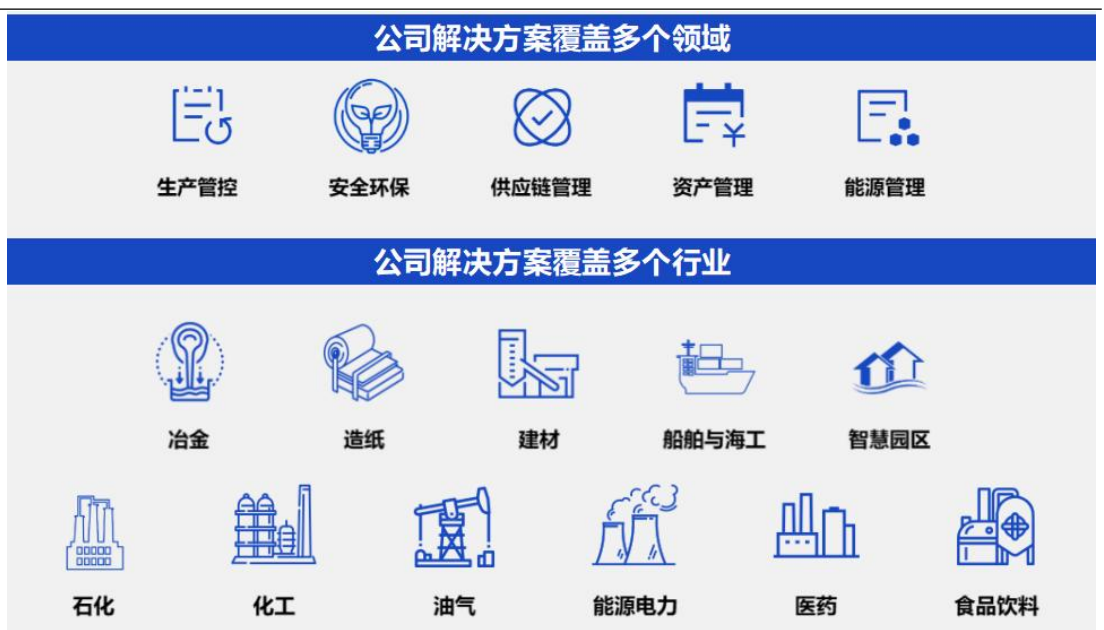 公司解决方案覆盖多个领域
生产管控 安全环保 供应链管理 资产管理 能源管理
公司解决方案覆盖多个行业
冶金 造纸 建材 船舶与海工 智慧园区
石化 化工 油气 能源电力 医药 食品饮料